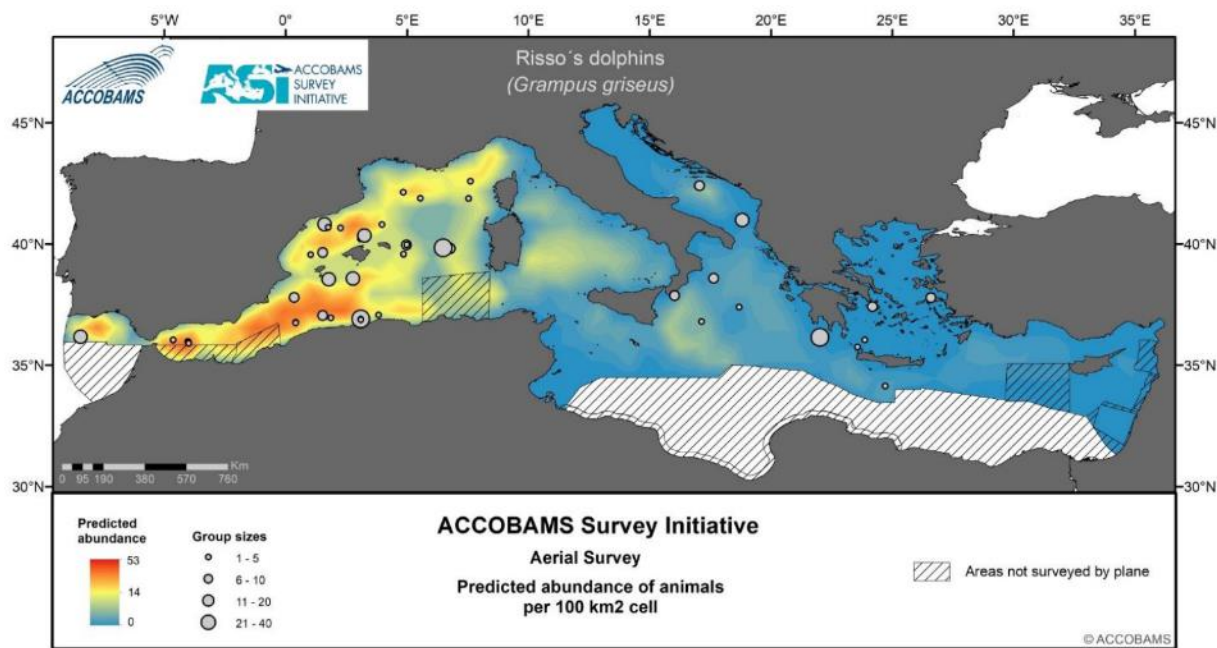 5°W 0° 5°E 10°E 15°E 20°E 25°E 30°E 35°E
Risso´s dolphins
(Grampus griseus)
ACCOBAMS
ASI
ACCOBAMS
SURVEY
INITIATIVE
45°N 45°N
40°N 40°N
35°N 35°N
30°N 30°N
Km
0 95 190 380 570 760
Predicted
abundance
53
14
0
Group sizes
1 - 5
6 - 10
11 - 20
21 - 40
ACCOBAMS Survey Initiative
Aerial Survey
Predicted abundance of animals
per 100 km2 cell
Areas not surveyed by plane
© ACCOBAMS